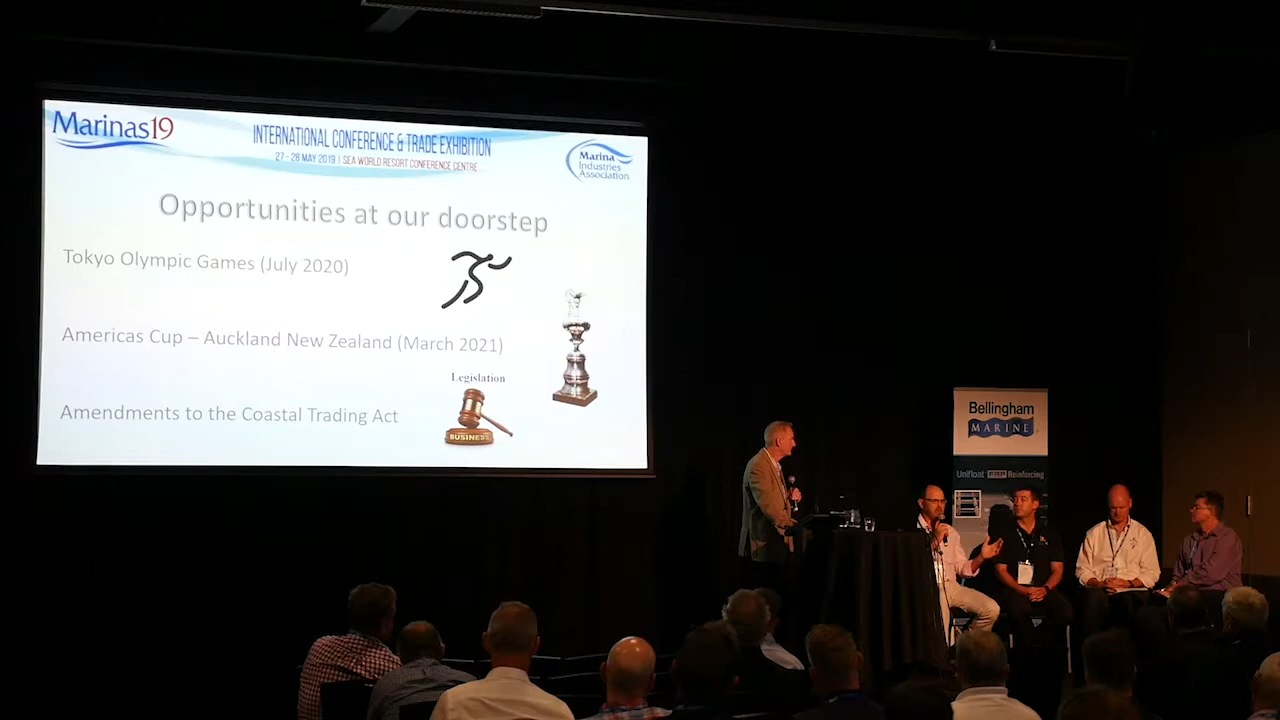 Marinas19
INTERNATIONAL CONFERENCE & TRADE EXHIBITION
27 - 28 MAY 2019 | SEA WORLD RESORT CONFERENCE CENTRE
Marina
Industries
Association
Opportunities at our doorstep
Tokyo Olympic Games (July 2020)
Americas Cup – Auckland New Zealand (March 2021)
Legislation
Amendments to the Coastal Trading Act
BUSINESS
Bellingham
MARINE
Unifloat
Reinforcing